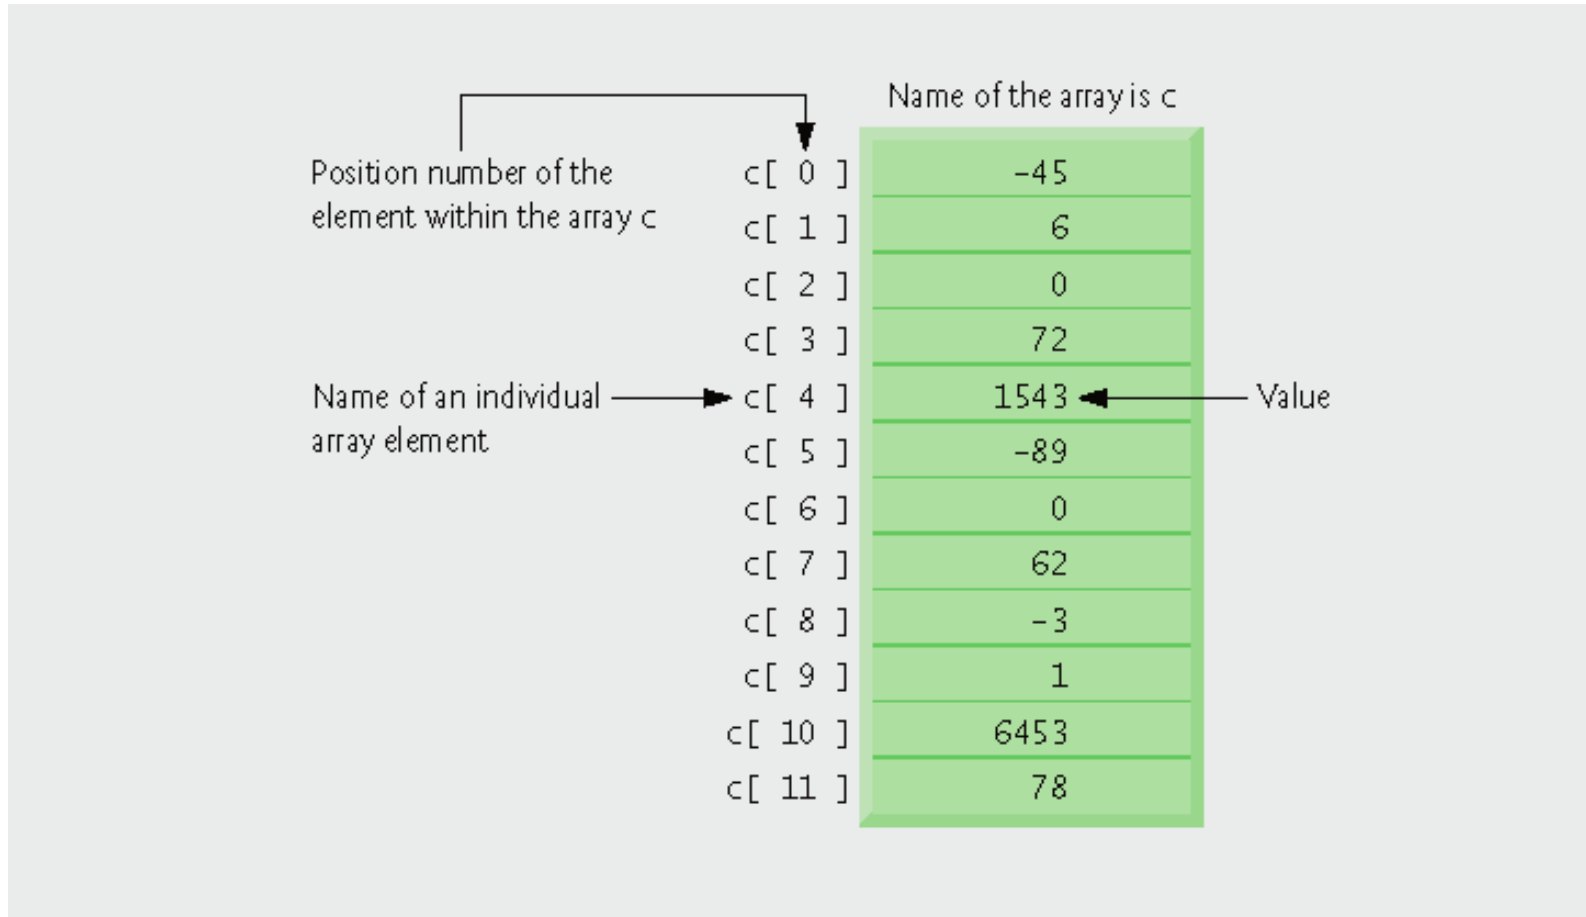 Name of the array is c
Position number of the
element within the array c
c[ 0 ] -45
c[ 1 ] 6
c[ 2 ] 0
c[ 3 ] 72
Name of an individual
array element
c[ 4 ] 1543
Value
c[ 5 ] -89
c[ 6 ] 0
c[ 7 ] 62
c[ 8 ] -3
c[ 9 ] 1
c[ 10 ] 6453
c[ 11 ] 78